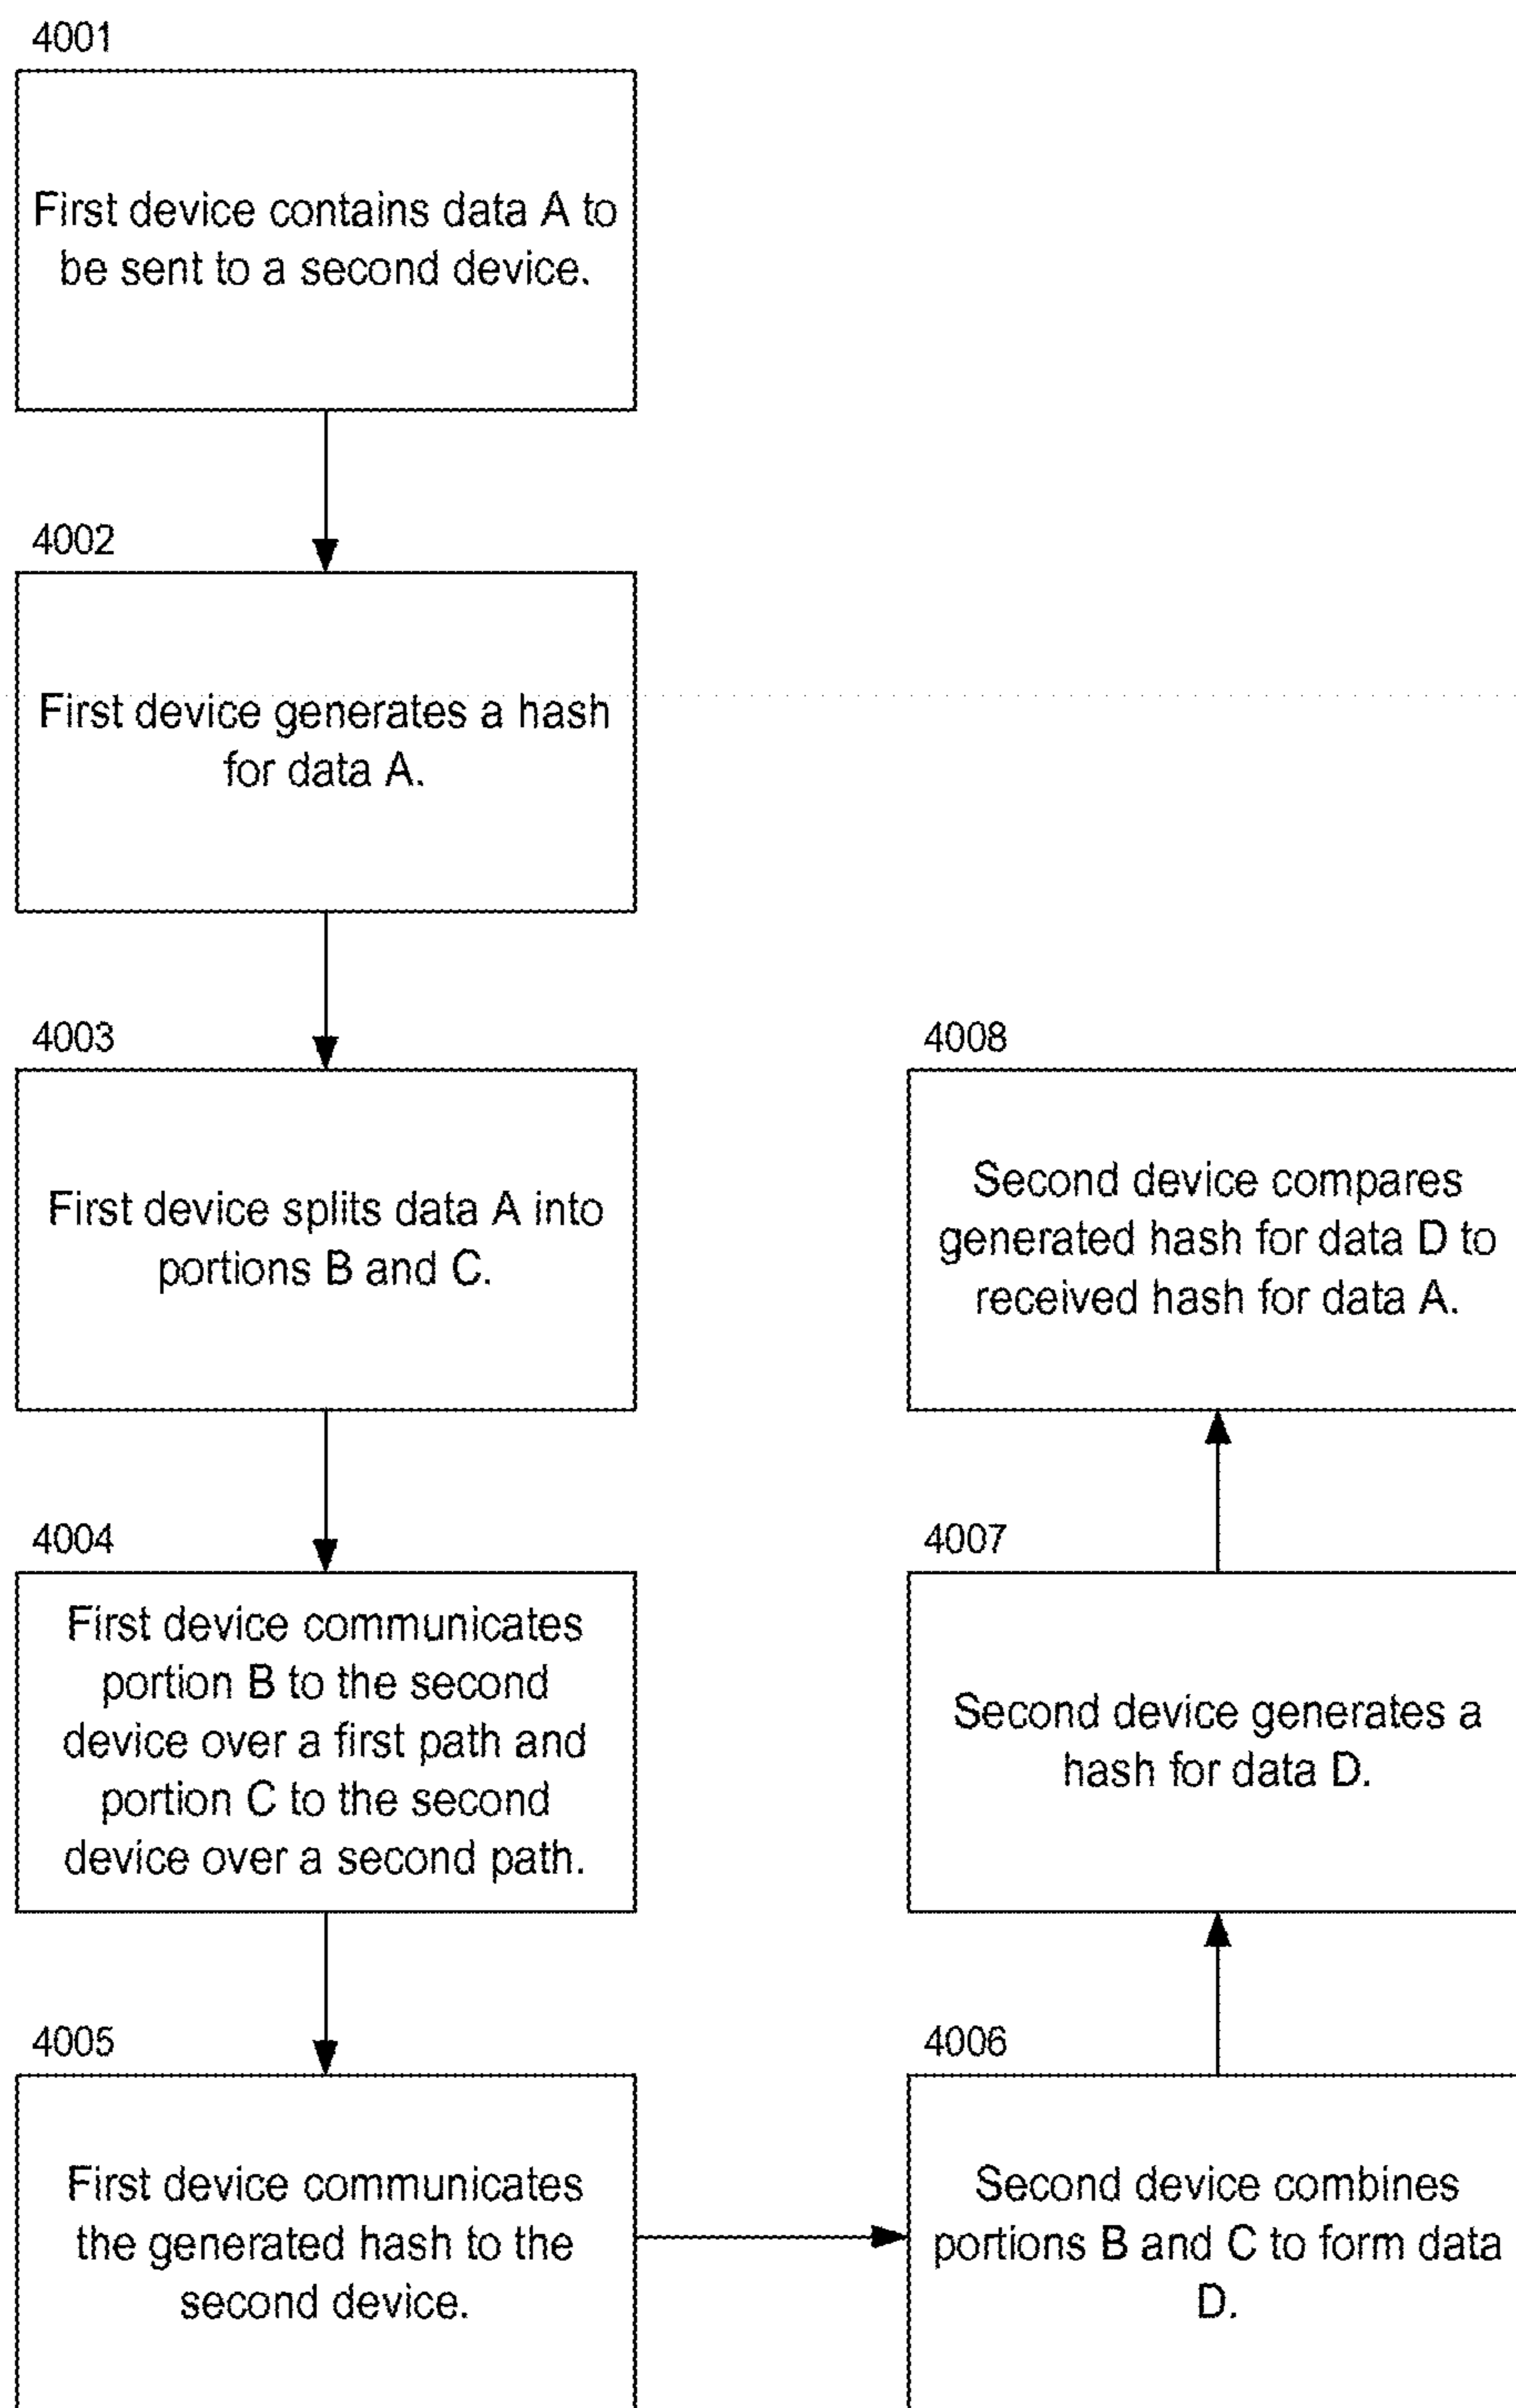 4001
First device contains data A to
be sent to a second device.
4002
First device generates a hash
for data A.
4003
First device splits data A into
portions B and C.
4004
First device communicates
portion B to the second
device over a first path and
portion C to the second
device over a second path.
4005
First device communicates
the generated hash to the
second device.
4006
Second device combines
portions B and C to form data
D.
4007
Second device generates a
hash for data D.
4008
Second device compares
generated hash for data D to
received hash for data A.